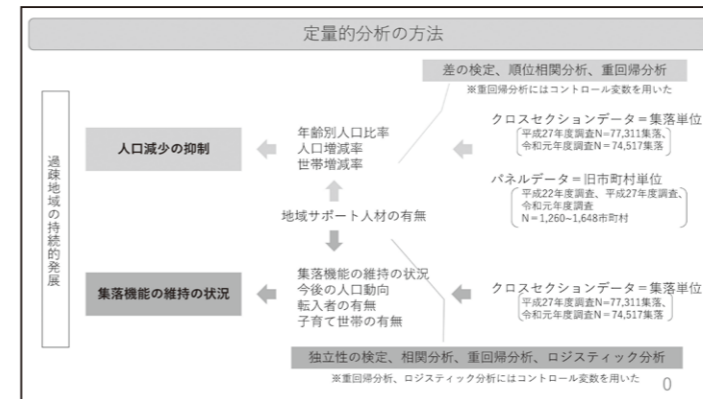 定量的分析の方法
差の検定、順位相関分析、重回帰分析
※重回帰分析にはコントロール変数を用いた
過疎地域の持続的発展
人口減少の抑制
年齢別人口比率
人口増減率
世帯増減率
クロスセクションデータ＝集落単位
平成27年度調査N=77,311集落、
令和元年度調査N＝74,517集落
パネルデータ＝旧市町村単位
平成22年度調査、平成27年度調査、
令和元年度調査
N＝1,260~1,648市町村
地域サポート人材の有無
集落機能の維持の状況
集落機能の維持の状況
今後の人口動向
転入者の有無
子育て世帯の有無
クロスセクションデータ＝集落単位
平成27年度調査N=77,311集落、
令和元年度調査N＝74,517集落
独立性の検定、相関分析、重回帰分析、ロジスティック分析
※重回帰分析、ロジスティック分析にはコントロール変数を用いた
0